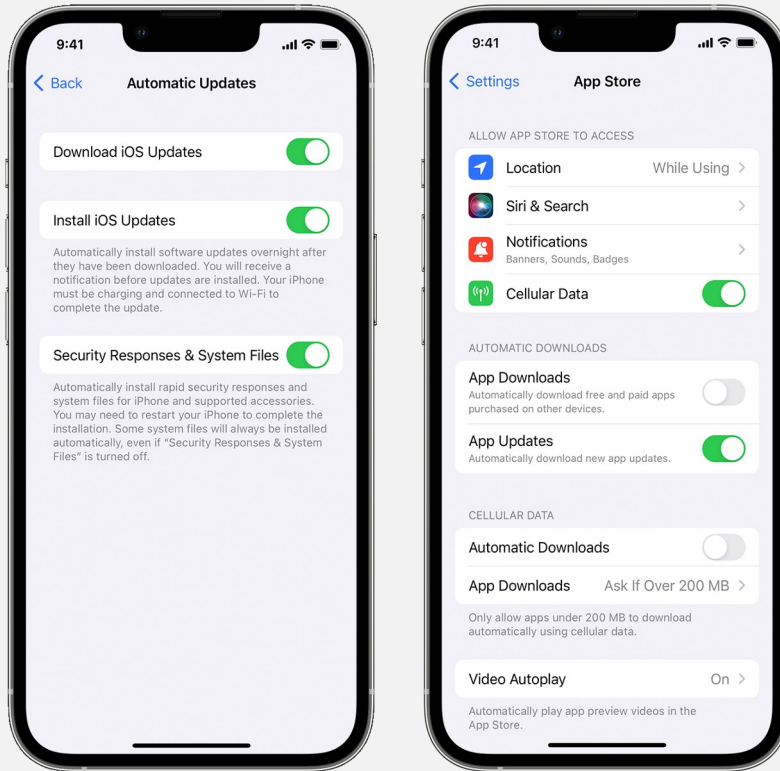 9:41
Back
Automatic Updates
Download iOS Updates
Install iOS Updates
Automatically install software updates overnight after
they have been downloaded. You will receive a
notification before updates are installed. Your iPhone
must be charging and connected to Wi-Fi to
complete the update.
Security Responses & System Files
Automatically install rapid security responses and
system files for iPhone and supported accessories.
You may need to restart your iPhone to complete the
installation. Some system files will always be installed
automatically, even if “Security Responses & System
Files” is turned off.
9:41
Settings
App Store
ALLOW APP STORE TO ACCESS
Location While Using
Siri & Search
Notifications
Banners, Sounds, Badges
Cellular Data
AUTOMATIC DOWNLOADS
App Downloads
Automatically download free and paid apps
purchased on other devices.
App Updates
Automatically download new app updates.
CELLULAR DATA
Automatic Downloads
App Downloads Ask If Over 200 MB
Only allow apps under 200 MB to download
automatically using cellular data.
Video Autoplay On
Automatically play app preview videos in the
App Store.